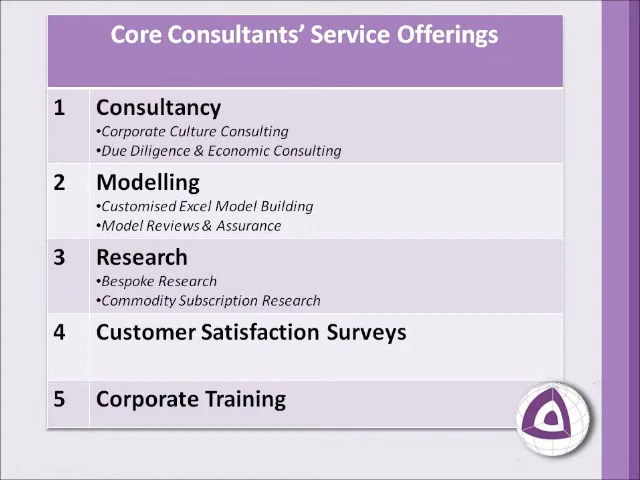 Core Consultants’ Service Offerings
1 Consultancy
•Corporate Culture Consulting
•Due Diligence & Economic Consulting
2 Modelling
•Customised Excel Model Building
•Model Reviews & Assurance
3 Research
•Bespoke Research
•Commodity Subscription Research
4 Customer Satisfaction Surveys
5 Corporate Training